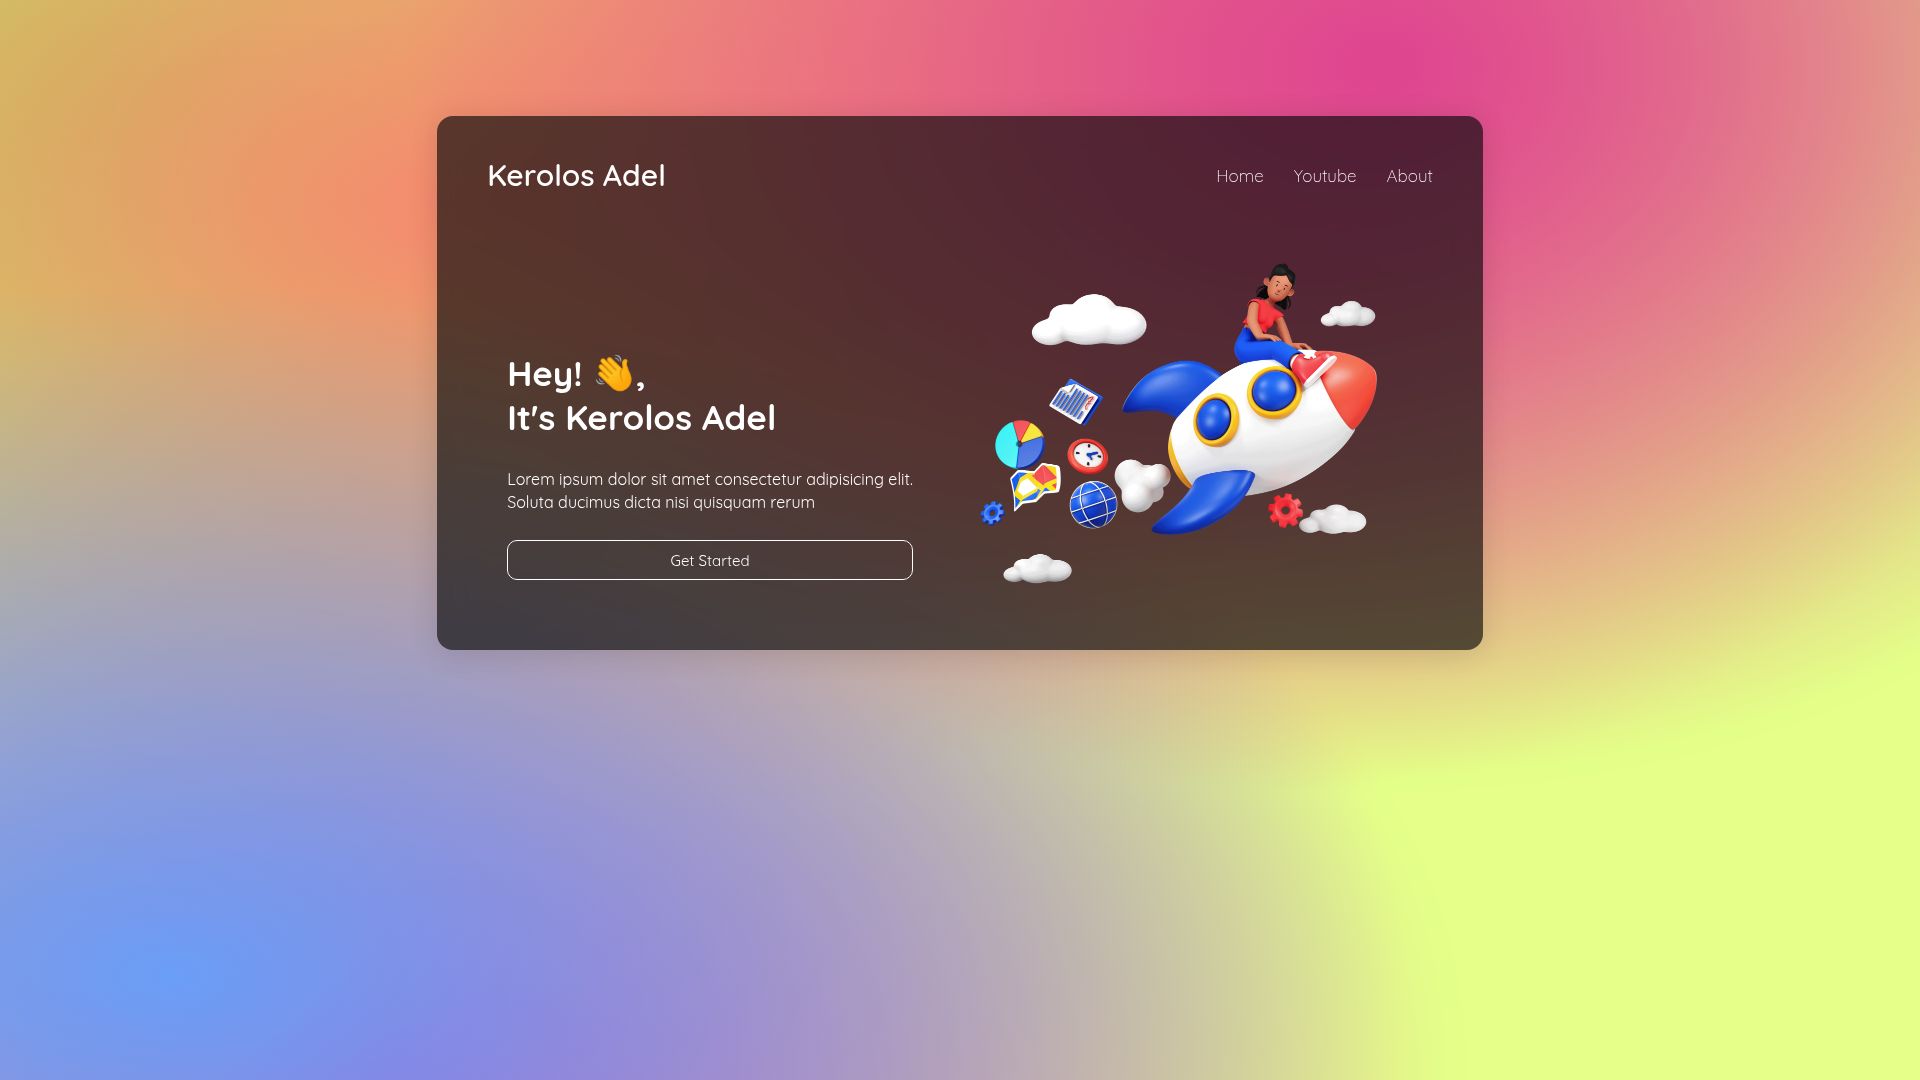 Kerolos Adel
Home Youtube About
Hey! 👋,
It's Kerolos Adel
Lorem ipsum dolor sit amet consectetur adipisicing elit.
Soluta ducimus dicta nisi quisquam rerum
Get Started